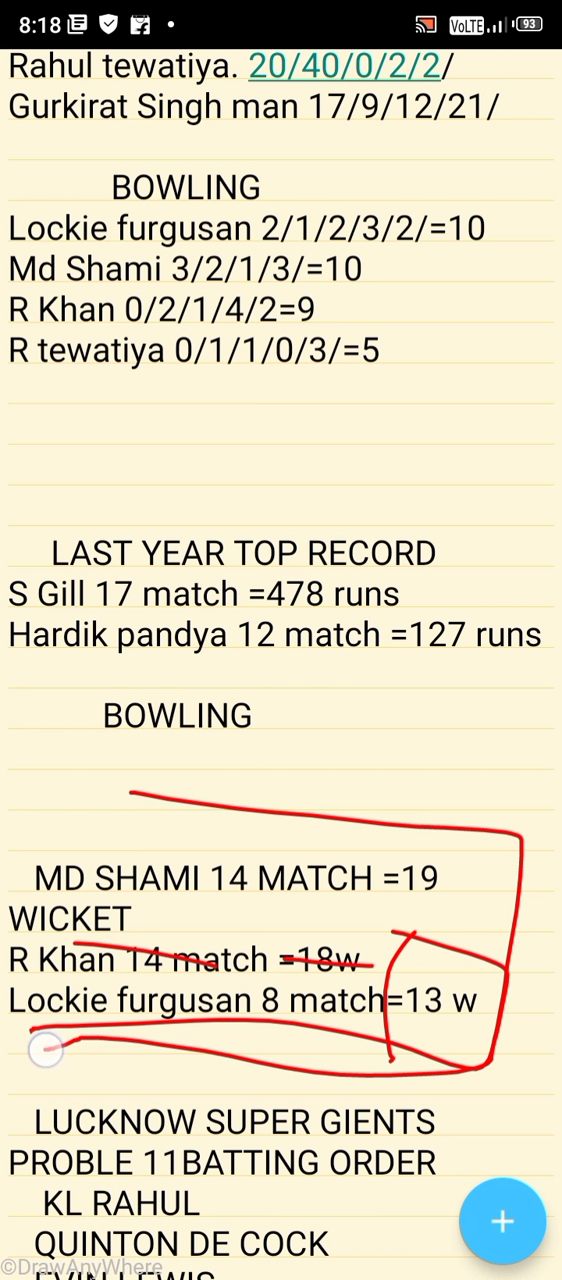 8:18 VoLTE 93
Rahul tewatiya. 20/40/0/2/2/
Gurkirat Singh man 17/9/12/21/
BOWLING
Lockie furgusan 2/1/2/3/2/=10
Md Shami 3/2/1/3/=10
R Khan 0/2/1/4/2=9
R tewatiya 0/1/1/0/3/=5
LAST YEAR TOP RECORD
S Gill 17 match =478 runs
Hardik pandya 12 match =127 runs
BOWLING
MD SHAMI 14 MATCH =19
WICKET
R Khan 14 match =18w
Lockie furgusan 8 match=13 w
LUCKNOW SUPER GIENTS
PROBLE 11BATTING ORDER
KL RAHUL
QUINTON DE COCK
EVIN LEWIS
©DrawAnyWhere